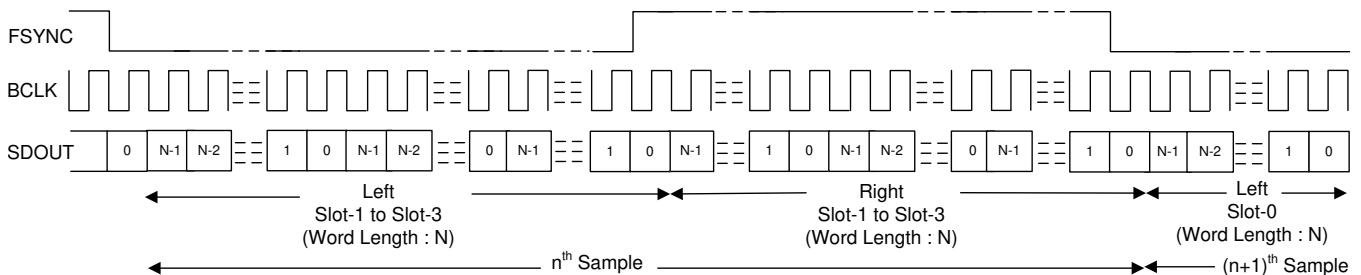 FSYNC
BCLK
SDOUT 0 N-1 N-2 1 0 N-1 N-2 0 N-1 1 0 N-1 1 0 N-1 N-2 0 N-1 1 0 N-1 N-2 1 0
Left Right Left
Slot-1 to Slot-3 Slot-1 to Slot-3 Slot-0
(Word Length : N) (Word Length : N) (Word Length : N)
nth Sample (n+1)th Sample